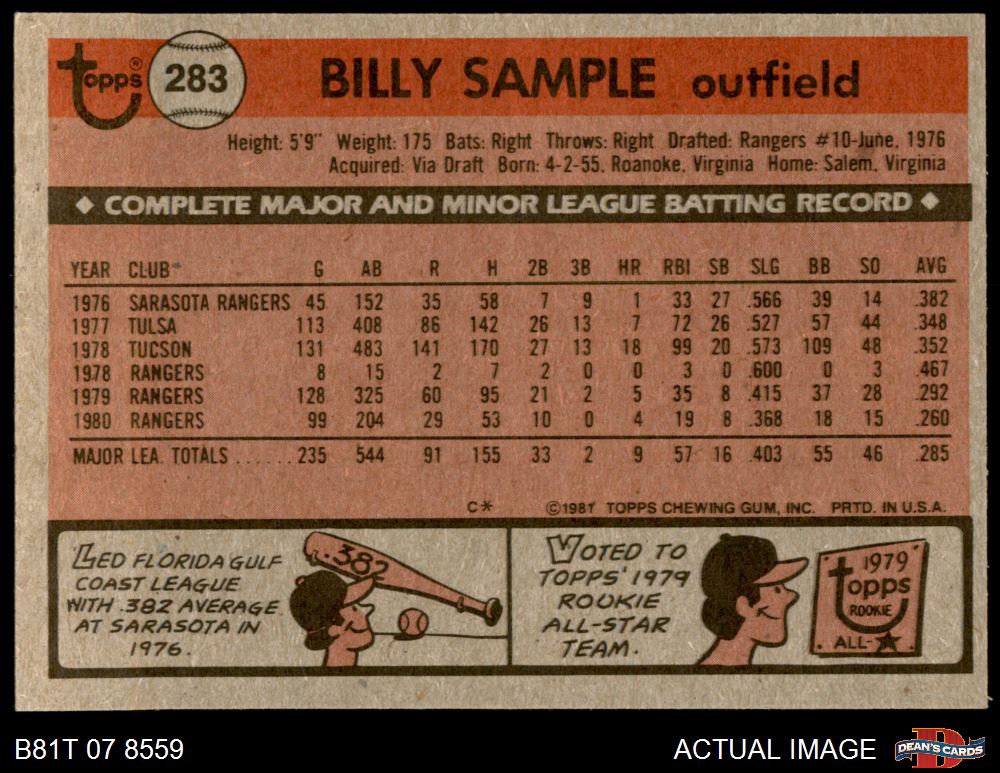 Topps® 283 BILLY SAMPLE outfield
Height: 5'9" Weight: 175 Bats: Right Throws: Right Drafted: Rangers #10-June, 1976
Acquired: Via Draft Born: 4-2-55, Roanoke, Virginia Home: Salem, Virginia
◆ COMPLETE MAJOR AND MINOR LEAGUE BATTING RECORD ◆
YEAR CLUB G AB R H 2B 3B HR RBI SB SLG BB SO AVG
1976 SARASOTA RANGERS 45 152 35 58 7 9 1 33 27 .566 39 14 .382
1977 TULSA 113 408 86 142 26 13 7 72 26 .527 57 44 .348
1978 TUCSON 131 483 141 170 27 13 18 99 20 .573 109 48 .352
1978 RANGERS 8 15 2 7 2 0 0 3 0 .600 0 3 .467
1979 RANGERS 128 325 60 95 21 2 5 35 8 .415 37 28 .292
1980 RANGERS 99 204 29 53 10 0 4 19 8 .368 18 15 .260
MAJOR LEA. TOTALS ...... 235 544 91 155 33 2 9 57 16 .403 55 46 .285
C* ©1981 TOPPS CHEWING GUM, INC. PRTD. IN U.S.A.
LED FLORIDA GULF
COAST LEAGUE
WITH .382 AVERAGE
AT SARASOTA IN
1976.
.382
VOTED TO
TOPPS' 1979
ROOKIE
ALL-STAR
TEAM.
1979
Topps
ROOKIE
ALL-★
B81T 07 8559 ACTUAL IMAGE DEAN'S CARDS